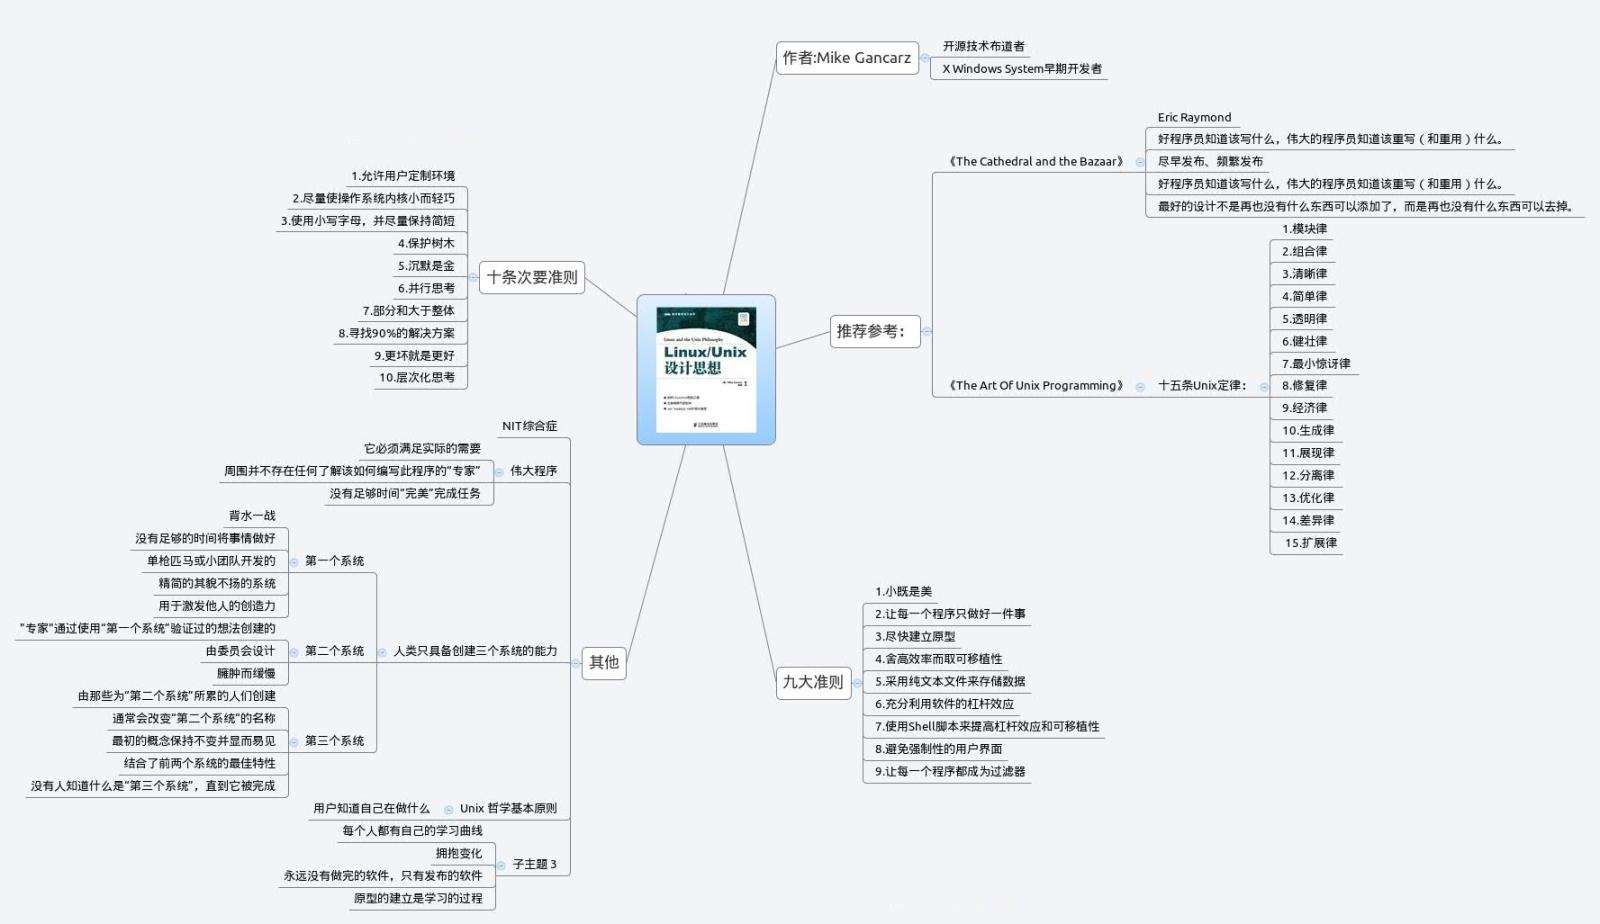 作者:Mike Gancarz
开源技术布道者
X Windows System早期开发者
推荐参考：
《The Cathedral and the Bazaar》
Eric Raymond
好程序员知道该写什么，伟大的程序员知道该重写（和重用）什么。
尽早发布、频繁发布
好程序员知道该写什么，伟大的程序员知道该重写（和重用）什么。
最好的设计不是再也没有什么东西可以添加了，而是再也没有什么东西可以去掉。
《The Art Of Unix Programming》
十五条Unix定律：
1.模块律
2.组合律
3.清晰律
4.简单律
5.透明律
6.健壮律
7.最小惊讶律
8.修复律
9.经济律
10.生成律
11.展现律
12.分离律
13.优化律
14.差异律
15.扩展律
九大准则
1.小既是美
2.让每一个程序只做好一件事
3.尽快建立原型
4.舍高效率而取可移植性
5.采用纯文本文件来存储数据
6.充分利用软件的杠杆效应
7.使用Shell脚本来提高杠杆效应和可移植性
8.避免强制性的用户界面
9.让每一个程序都成为过滤器
Linux and the Unix Philosophy
Linux/Unix
设计思想
十条次要准则
1.允许用户定制环境
2.尽量使操作系统内核小而轻巧
3.使用小写字母，并尽量保持简短
4.保护树木
5.沉默是金
6.并行思考
7.部分和大于整体
8.寻找90%的解决方案
9.更坏就是更好
10.层次化思考
其他
NIT综合症
伟大程序
它必须满足实际的需要
周围并不存在任何了解该如何编写此程序的“专家”
没有足够时间“完美”完成任务
人类只具备创建三个系统的能力
第一个系统
背水一战
没有足够的时间将事情做好
单枪匹马或小团队开发的
精简的其貌不扬的系统
用于激发他人的创造力
第二个系统
"专家"通过使用“第一个系统”验证过的想法创建的
由委员会设计
臃肿而缓慢
第三个系统
由那些为“第二个系统”所累的人们创建
通常会改变“第二个系统”的名称
最初的概念保持不变并显而易见
结合了前两个系统的最佳特性
没有人知道什么是“第三个系统”，直到它被完成
Unix 哲学基本原则
用户知道自己在做什么
子主题 3
每个人都有自己的学习曲线
拥抱变化
永远没有做完的软件，只有发布的软件
原型的建立是学习的过程